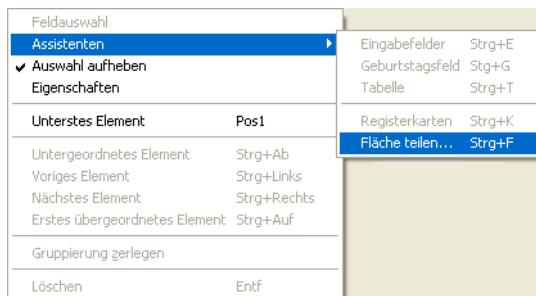 Feldauswahl
Assistenten
Auswahl aufheben
Eigenschaften
Unterstes Element Pos1
Untergeordnetes Element Strg+Ab
Voriges Element Strg+Links
Nächstes Element Strg+Rechts
Erstes übergeordnetes Element Strg+Auf
Gruppierung zerlegen
Löschen Entf
Eingabefelder Strg+E
Geburtstagsfeld Stg+G
Tabelle Strg+T
Registerkarten Strg+K
Fläche teilen... Strg+F